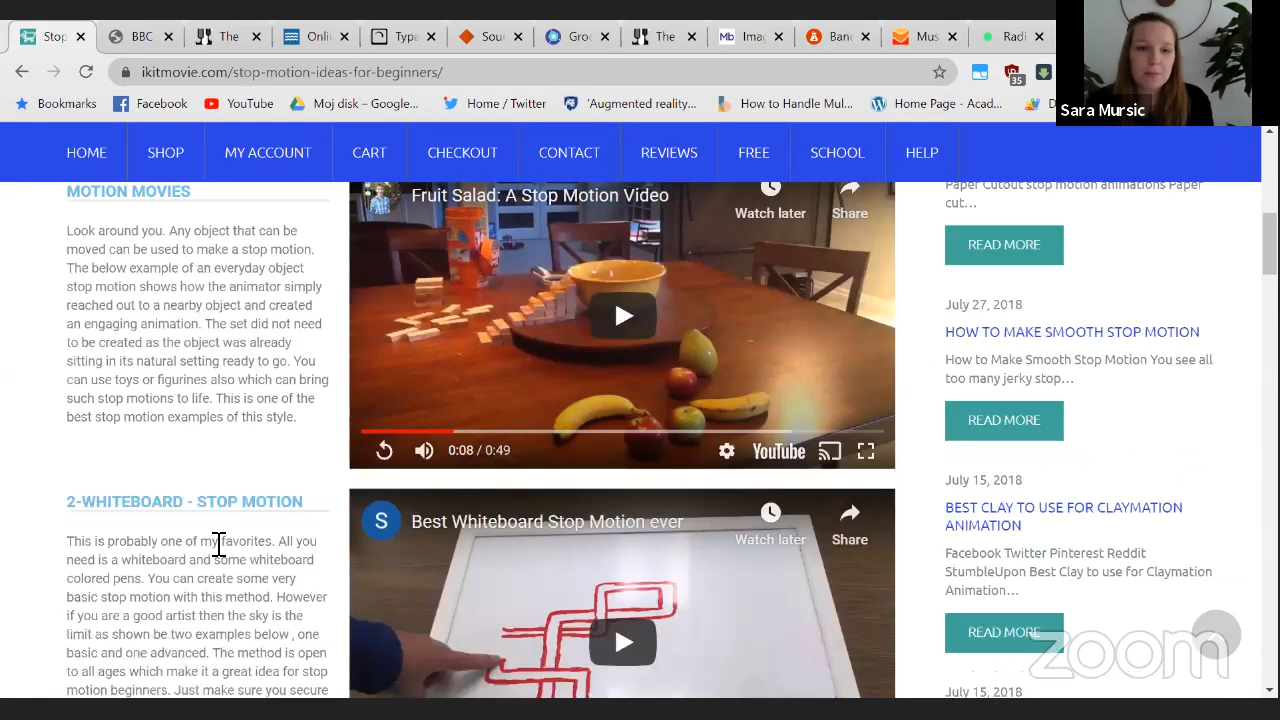 Stop
BBC
The
Onlin
Typa
Sour
Groo
The
Imag
Band
Mus
Radi
ikitmovie.com/stop-motion-ideas-for-beginners/
35
Bookmarks
Facebook
YouTube
Moj disk – Google...
Home / Twitter
'Augmented reality...
How to Handle Mul...
Home Page - Acad...
Sara Mursic
HOME
SHOP
MY ACCOUNT
CART
CHECKOUT
CONTACT
REVIEWS
FREE
SCHOOL
HELP
MOTION MOVIES
Look around you. Any object that can be
moved can be used to make a stop motion.
The below example of an everyday object
stop motion shows how the animator simply
reached out to a nearby object and created
an engaging animation. The set did not need
to be created as the object was already
sitting in its natural setting ready to go. You
can use toys or figurines also which can bring
such stop motions to life. This is one of the
best stop motion examples of this style.
Fruit Salad: A Stop Motion Video
Watch later
Share
0:08 / 0:49
YouTube
2-WHITEBOARD - STOP MOTION
This is probably one of my favorites. All you
need is a whiteboard and some whiteboard
colored pens. You can create some very
basic stop motion with this method. However
if you are a good artist then the sky is the
limit as shown be two examples below , one
basic and one advanced. The method is open
to all ages which make it a great idea for stop
motion beginners. Just make sure you secure
S
Best Whiteboard Stop Motion ever
Watch later
Share
Paper Cutout stop motion animations Paper
cut...
READ MORE
July 27, 2018
HOW TO MAKE SMOOTH STOP MOTION
How to Make Smooth Stop Motion You see all
too many jerky stop...
READ MORE
July 15, 2018
BEST CLAY TO USE FOR CLAYMATION
ANIMATION
Facebook Twitter Pinterest Reddit
StumbleUpon Best Clay to use for Claymation
Animation...
READ MORE
zoom
July 15, 2018